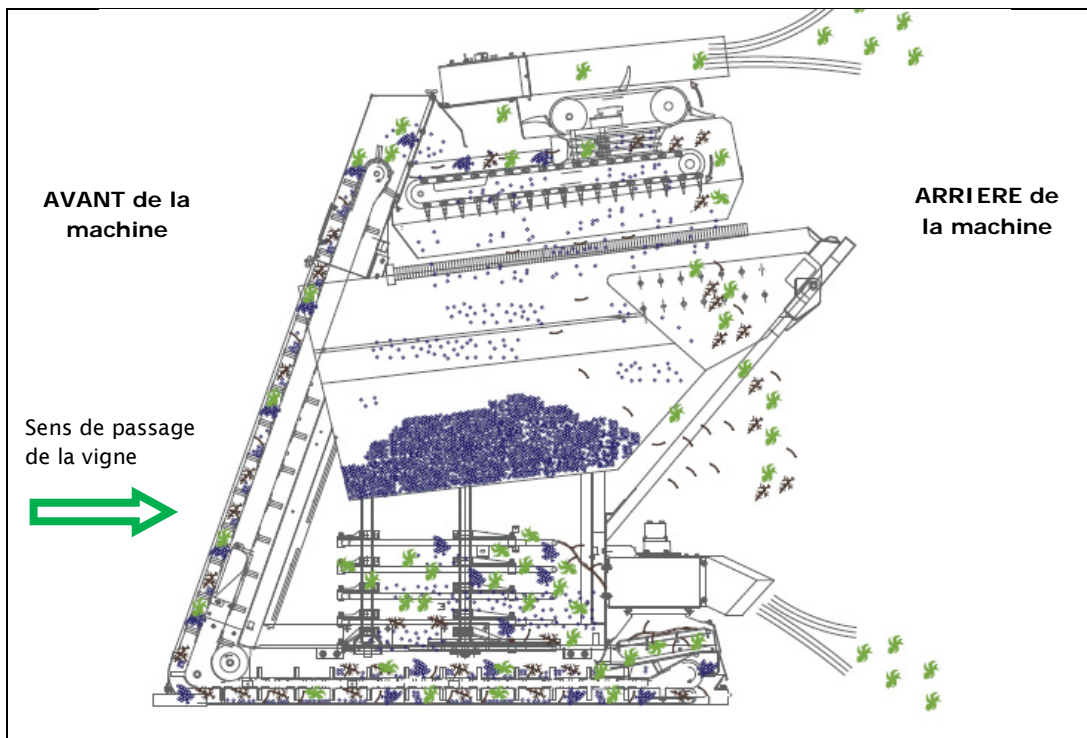 AVANT de la
machine
ARRIERE de
la machine
Sens de passage
de la vigne